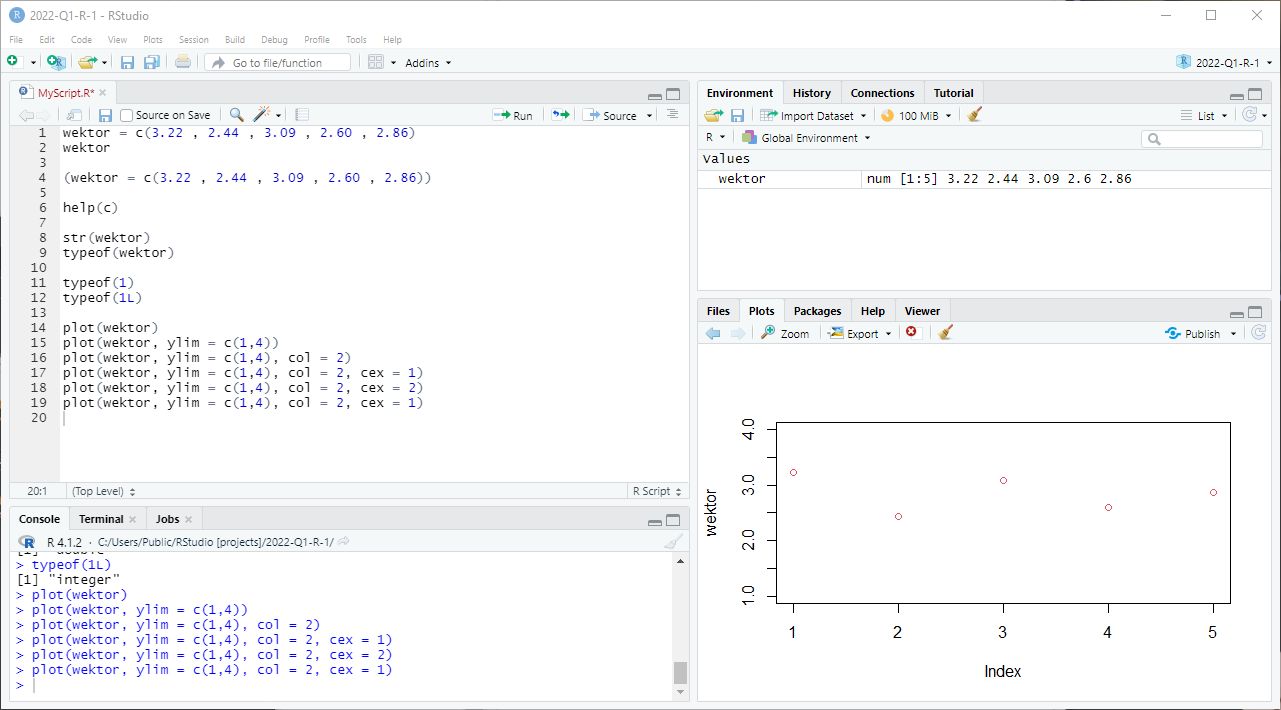 2022-Q1-R-1 - RStudio
File Edit Code View Plots Session Build Debug Profile Tools Help
Go to file/function Addins 2022-Q1-R-1
MyScript.R*
Source on Save Run Source
1 wektor = c(3.22 , 2.44 , 3.09 , 2.60 , 2.86)
2 wektor
3
4 (wektor = c(3.22 , 2.44 , 3.09 , 2.60 , 2.86))
5
6 help(c)
7
8 str(wektor)
9 typeof(wektor)
10
11 typeof(1)
12 typeof(1L)
13
14 plot(wektor)
15 plot(wektor, ylim = c(1,4))
16 plot(wektor, ylim = c(1,4), col = 2)
17 plot(wektor, ylim = c(1,4), col = 2, cex = 1)
18 plot(wektor, ylim = c(1,4), col = 2, cex = 2)
19 plot(wektor, ylim = c(1,4), col = 2, cex = 1)
20
20:1 (Top Level) R Script
Console Terminal Jobs
R 4.1.2 · C:/Users/Public/RStudio [projects]/2022-Q1-R-1/
[1] "double"
> typeof(1L)
[1] "integer"
> plot(wektor)
> plot(wektor, ylim = c(1,4))
> plot(wektor, ylim = c(1,4), col = 2)
> plot(wektor, ylim = c(1,4), col = 2, cex = 1)
> plot(wektor, ylim = c(1,4), col = 2, cex = 2)
> plot(wektor, ylim = c(1,4), col = 2, cex = 1)
>
Environment History Connections Tutorial
Import Dataset 100 MiB List
R Global Environment
Values
wektor num [1:5] 3.22 2.44 3.09 2.6 2.86
Files Plots Packages Help Viewer
Zoom Export Publish
4.0
3.0
2.0
1.0
wektor
1 2 3 4 5
Index